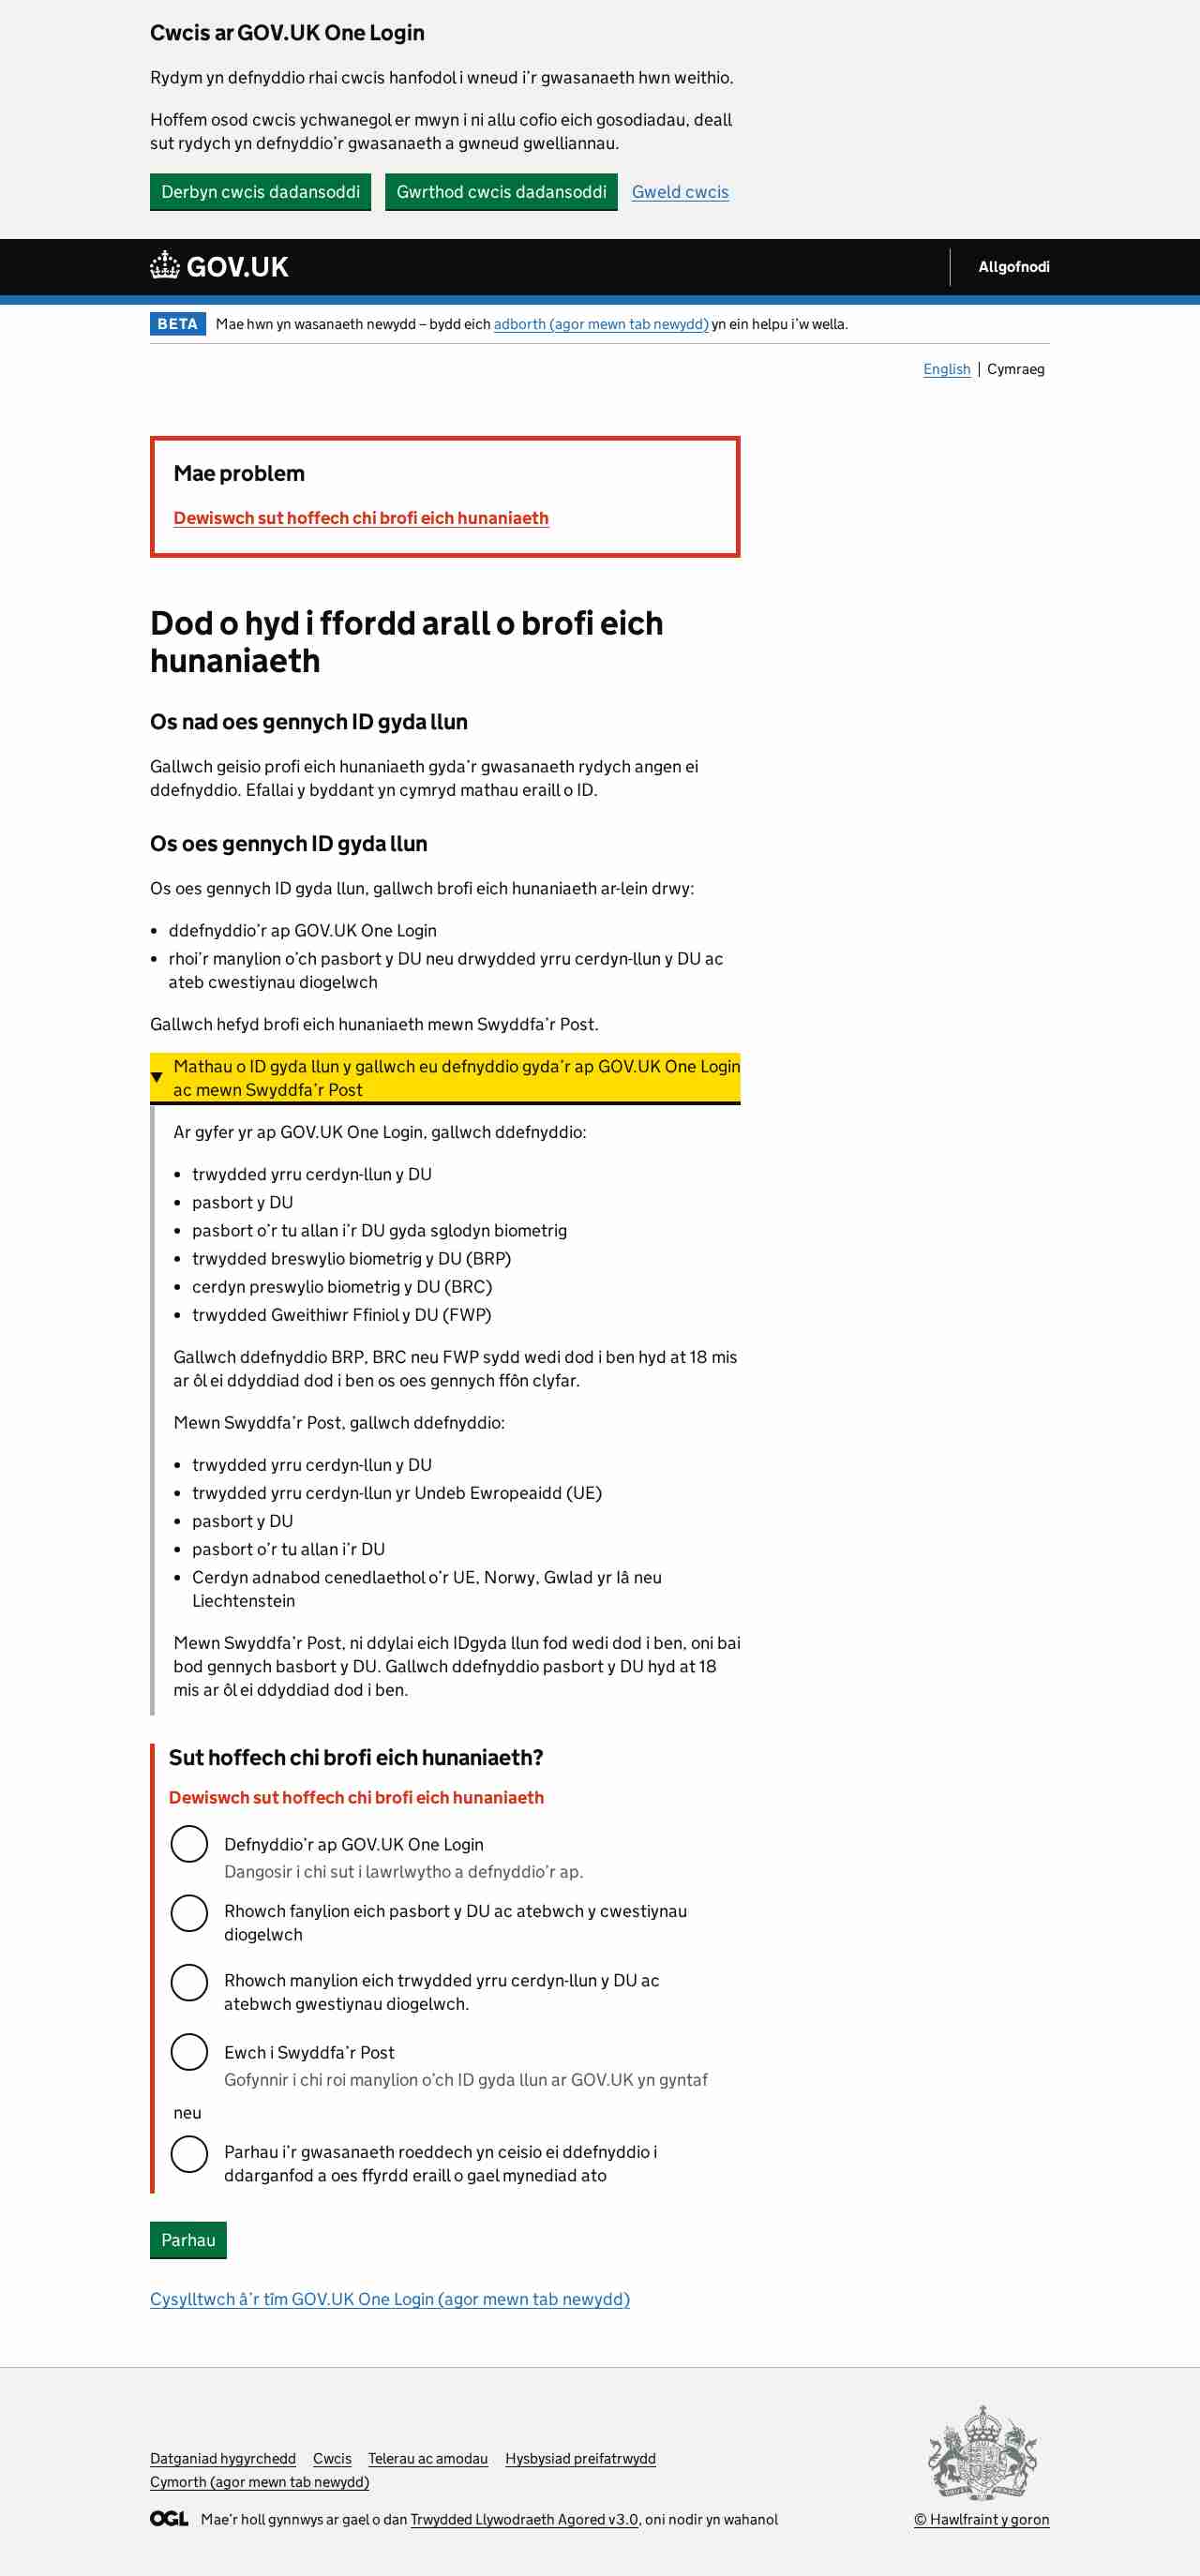 Cwcis ar GOV.UK One Login
Rydym yn defnyddio rhai cwcis hanfodol i wneud i'r gwasanaeth hwn weithio.
Hoffem osod cwcis ychwanegol er mwyn i ni allu cofio eich gosodiadau, deall
sut rydych yn defnyddio'r gwasanaeth a gwneud gwelliannau.
Derbyn cwcis dadansoddi Gwrthod cwcis dadansoddi Gweld cwcis
GOV.UK Allgofnodi
BETA Mae hwn yn wasanaeth newydd – bydd eich adborth (agor mewn tab newydd) yn ein helpu i'w wella.
English | Cymraeg
Mae problem
Dewiswch sut hoffech chi brofi eich hunaniaeth
Dod o hyd i ffordd arall o brofi eich
hunaniaeth
Os nad oes gennych ID gyda llun
Gallwch geisio profi eich hunaniaeth gyda'r gwasanaeth rydych angen ei
ddefnyddio. Efallai y byddant yn cymryd mathau eraill o ID.
Os oes gennych ID gyda llun
Os oes gennych ID gyda llun, gallwch brofi eich hunaniaeth ar-lein drwy:
• ddefnyddio'r ap GOV.UK One Login
• rhoi'r manylion o'ch pasbort y DU neu drwydded yrru cerdyn-llun y DU ac
ateb cwestiynau diogelwch
Gallwch hefyd brofi eich hunaniaeth mewn Swyddfa'r Post.
Mathau o ID gyda llun y gallwch eu defnyddio gyda'r ap GOV.UK One Login
ac mewn Swyddfa'r Post
Ar gyfer yr ap GOV.UK One Login, gallwch ddefnyddio:
• trwydded yrru cerdyn-llun y DU
• pasbort y DU
• pasbort o'r tu allan i'r DU gyda sglodyn biometrig
• trwydded breswylio biometrig y DU (BRP)
• cerdyn preswylio biometrig y DU (BRC)
• trwydded Gweithiwr Ffiniol y DU (FWP)
Gallwch ddefnyddio BRP, BRC neu FWP sydd wedi dod i ben hyd at 18 mis
ar ôl ei ddyddiad dod i ben os oes gennych ffôn clyfar.
Mewn Swyddfa'r Post, gallwch ddefnyddio:
• trwydded yrru cerdyn-llun y DU
• trwydded yrru cerdyn-llun yr Undeb Ewropeaidd (UE)
• pasbort y DU
• pasbort o'r tu allan i'r DU
• Cerdyn adnabod cenedlaethol o'r UE, Norwy, Gwlad yr Iâ neu
Liechtenstein
Mewn Swyddfa'r Post, ni ddylai eich IDgyda llun fod wedi dod i ben, oni bai
bod gennych basbort y DU. Gallwch ddefnyddio pasbort y DU hyd at 18
mis ar ôl ei ddyddiad dod i ben.
Sut hoffech chi brofi eich hunaniaeth?
Dewiswch sut hoffech chi brofi eich hunaniaeth
Defnyddio'r ap GOV.UK One Login
Dangosir i chi sut i lawrlwytho a defnyddio'r ap.
Rhowch fanylion eich pasbort y DU ac atebwch y cwestiynau
diogelwch
Rhowch manylion eich trwydded yrru cerdyn-llun y DU ac
atebwch gwestiynau diogelwch.
Ewch i Swyddfa'r Post
Gofynnir i chi roi manylion o'ch ID gyda llun ar GOV.UK yn gyntaf
neu
Parhau i'r gwasanaeth roeddech yn ceisio ei ddefnyddio i
ddarganfod a oes ffyrdd eraill o gael mynediad ato
Parhau
Cysylltwch â'r tîm GOV.UK One Login (agor mewn tab newydd)
Datganiad hygyrchedd Cwcis Telerau ac amodau Hysbysiad preifatrwydd
Cymorth (agor mewn tab newydd)
OGL Mae'r holl gynnwys ar gael o dan Trwydded Llywodraeth Agored v3.0, oni nodir yn wahanol
© Hawlfraint y goron